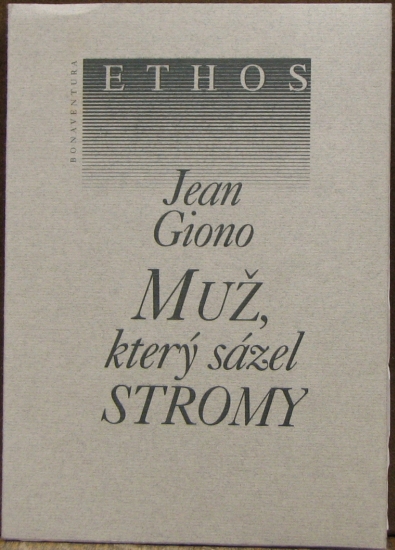 BONAVENTURA
ETHOS
Jean
Giono
MUŽ,
který sázel
STROMY